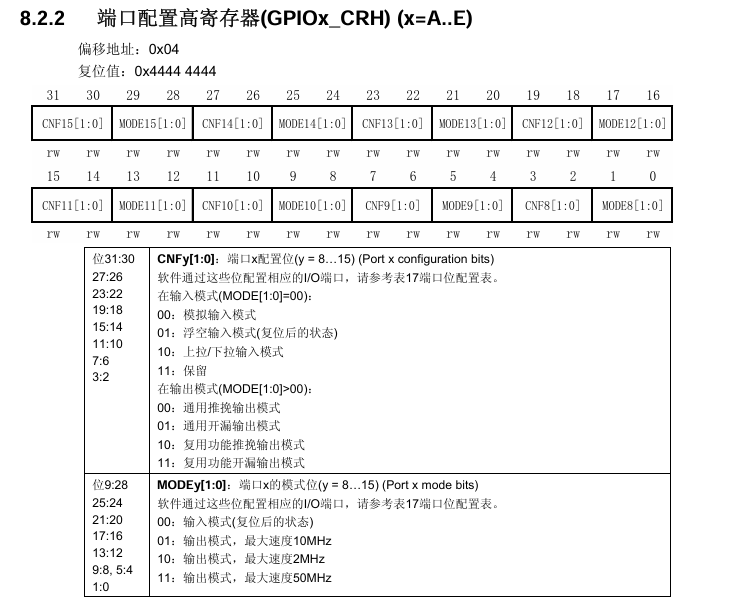 8.2.2 端口配置高寄存器(GPIOx_CRH) (x=A..E)
偏移地址：0x04
复位值：0x4444 4444
31 30 29 28 27 26 25 24 23 22 21 20 19 18 17 16
CNF15[1:0] MODE15[1:0] CNF14[1:0] MODE14[1:0] CNF13[1:0] MODE13[1:0] CNF12[1:0] MODE12[1:0]
rw rw rw rw rw rw rw rw rw rw rw rw rw rw rw rw
15 14 13 12 11 10 9 8 7 6 5 4 3 2 1 0
CNF11[1:0] MODE11[1:0] CNF10[1:0] MODE10[1:0] CNF9[1:0] MODE9[1:0] CNF8[1:0] MODE8[1:0]
rw rw rw rw rw rw rw rw rw rw rw rw rw rw rw rw
位31:30
27:26
23:22
19:18
15:14
11:10
7:6
3:2
CNFy[1:0]：端口x配置位(y = 8…15) (Port x configuration bits)
软件通过这些位配置相应的I/O端口，请参考表17端口位配置表。
在输入模式(MODE[1:0]=00)：
00：模拟输入模式
01：浮空输入模式(复位后的状态)
10：上拉/下拉输入模式
11：保留
在输出模式(MODE[1:0]>00)：
00：通用推挽输出模式
01：通用开漏输出模式
10：复用功能推挽输出模式
11：复用功能开漏输出模式
位9:28
25:24
21:20
17:16
13:12
9:8, 5:4
1:0
MODEy[1:0]：端口x的模式位(y = 8…15) (Port x mode bits)
软件通过这些位配置相应的I/O端口，请参考表17端口位配置表。
00：输入模式(复位后的状态)
01：输出模式，最大速度10MHz
10：输出模式，最大速度2MHz
11：输出模式，最大速度50MHz